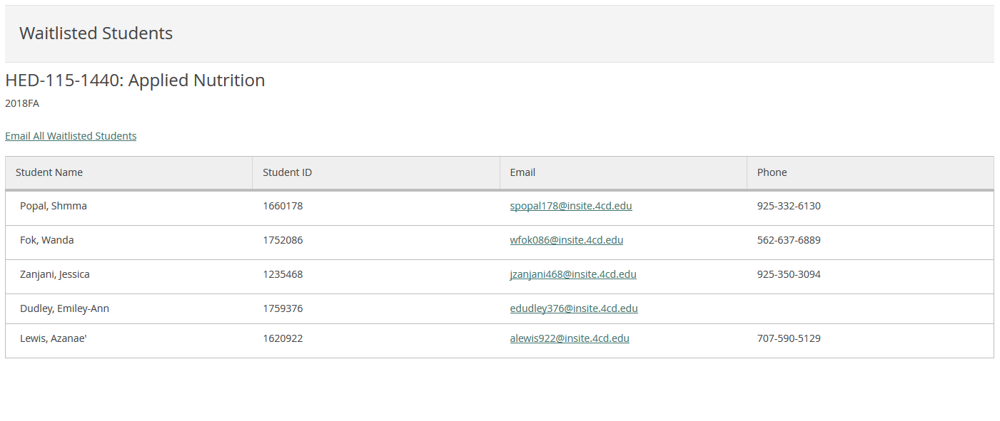 Waitlisted Students
HED-115-1440: Applied Nutrition
2018FA
Email All Waitlisted Students
Student Name Student ID Email Phone
Popal, Shmma 1660178 spopal178@insite.4cd.edu 925-332-6130
Fok, Wanda 1752086 wfok086@insite.4cd.edu 562-637-6889
Zanjani, Jessica 1235468 jzanjani468@insite.4cd.edu 925-350-3094
Dudley, Emiley-Ann 1759376 edudley376@insite.4cd.edu
Lewis, Azanae' 1620922 alewis922@insite.4cd.edu 707-590-5129